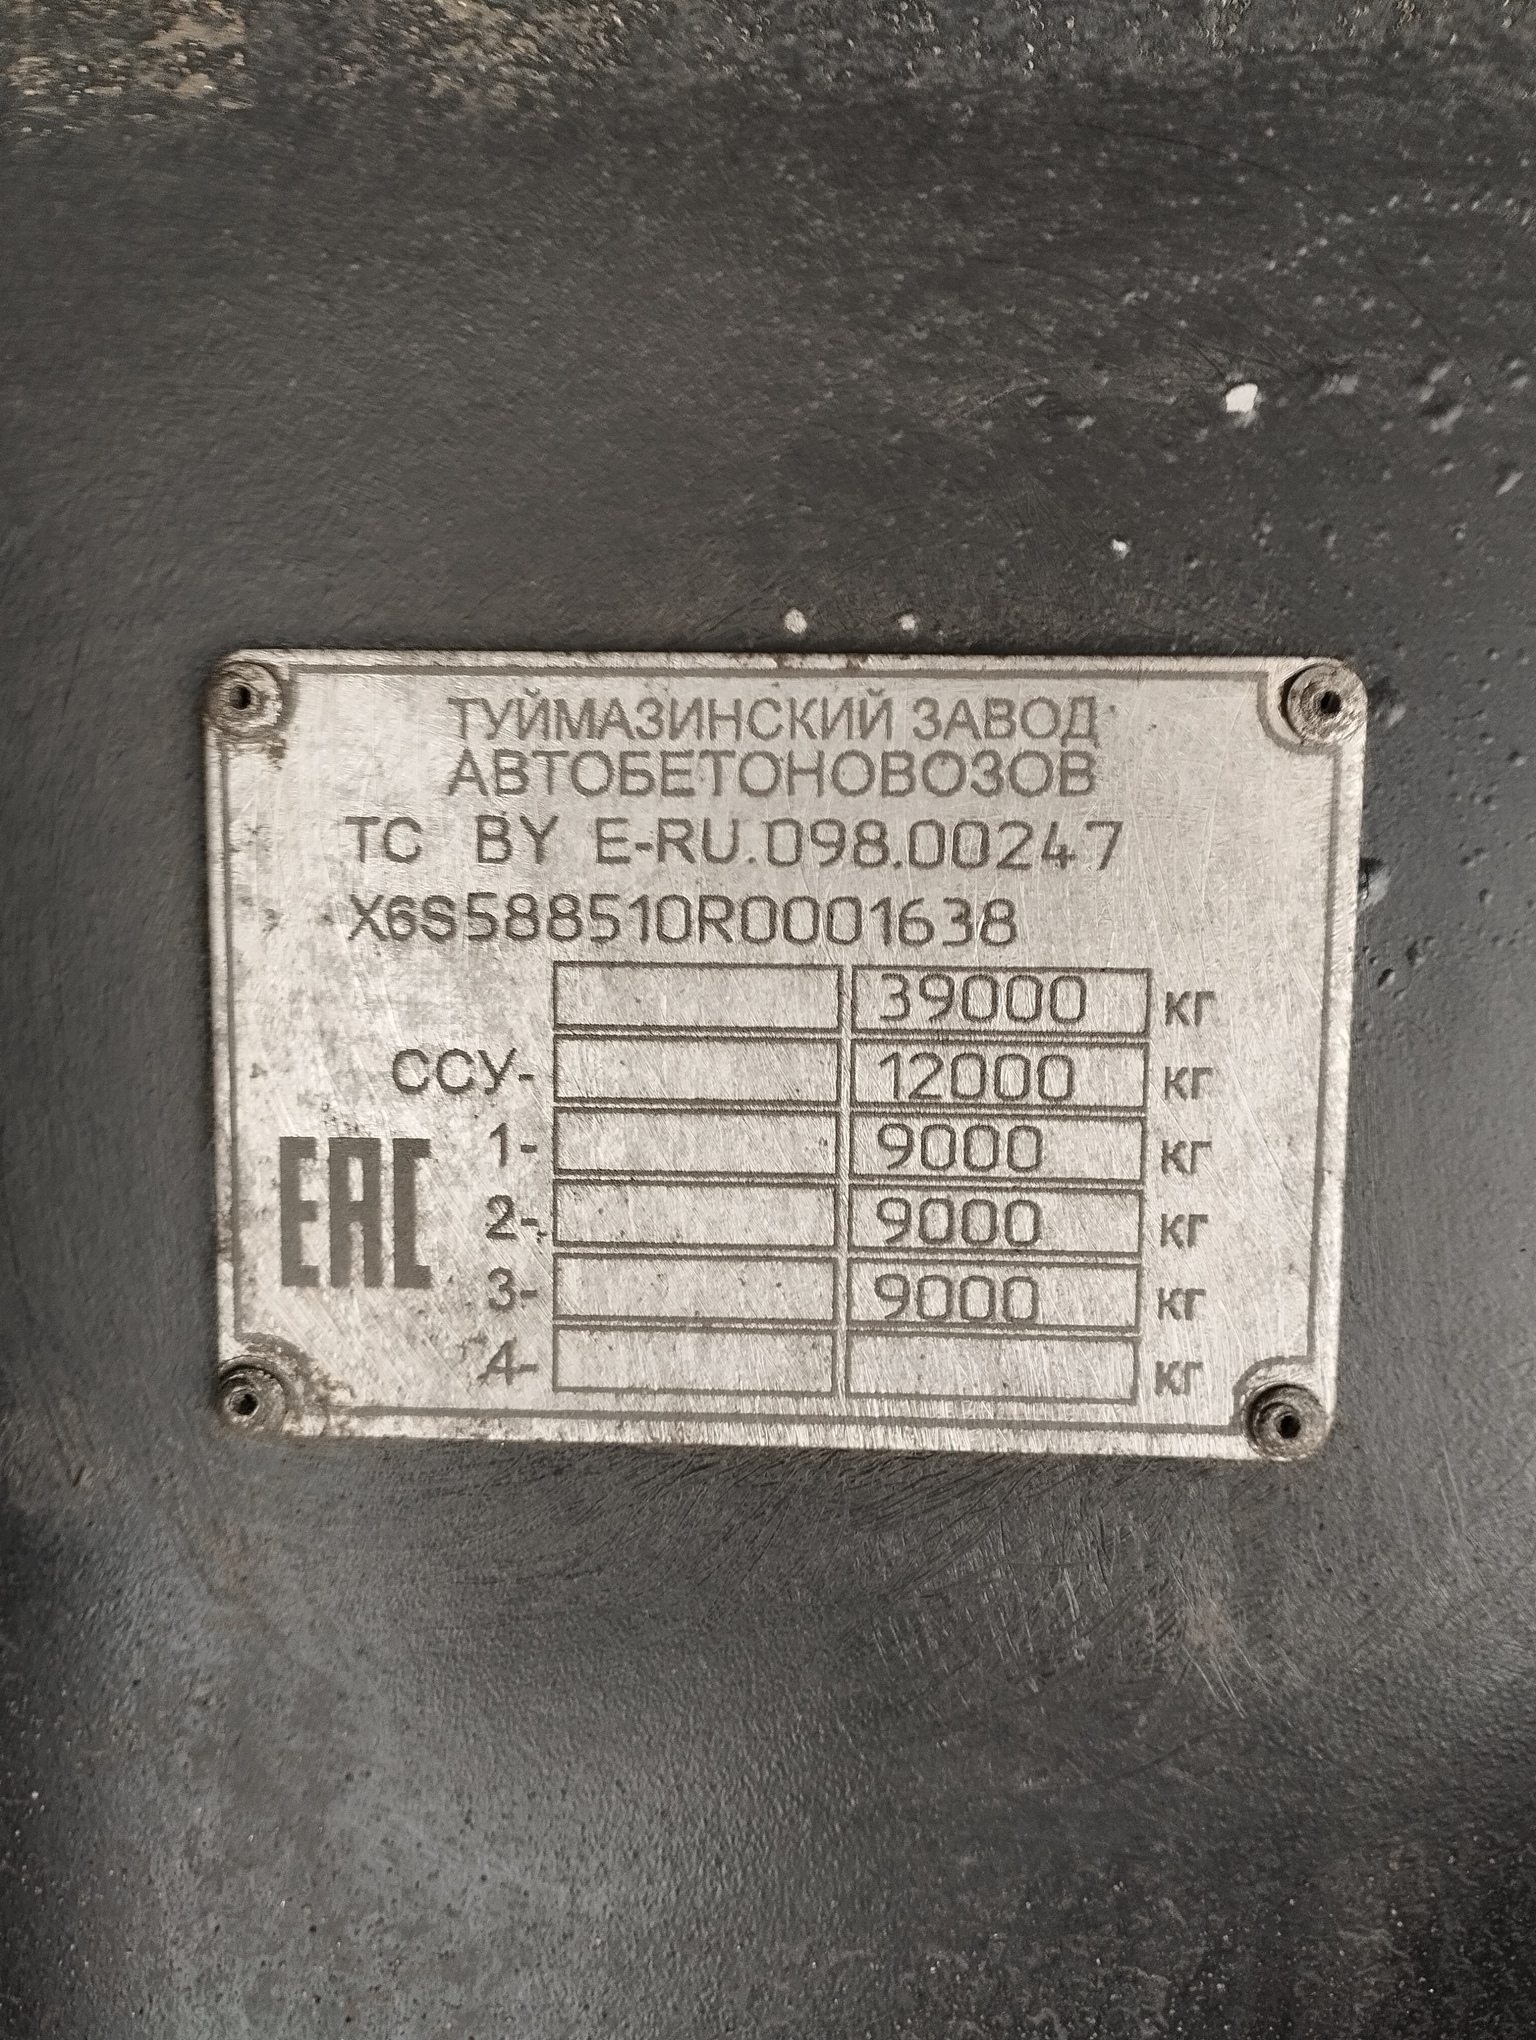 ТУЙМАЗИНСКИЙ ЗАВОД
АВТОБЕТОНОВОЗОВ
ТС BY E-RU.098.00247
X6S588510R0001638
39000 кг
ССУ- 12000 кг
1- 9000 кг
2- 9000 кг
3- 9000 кг
4- кг
EAC